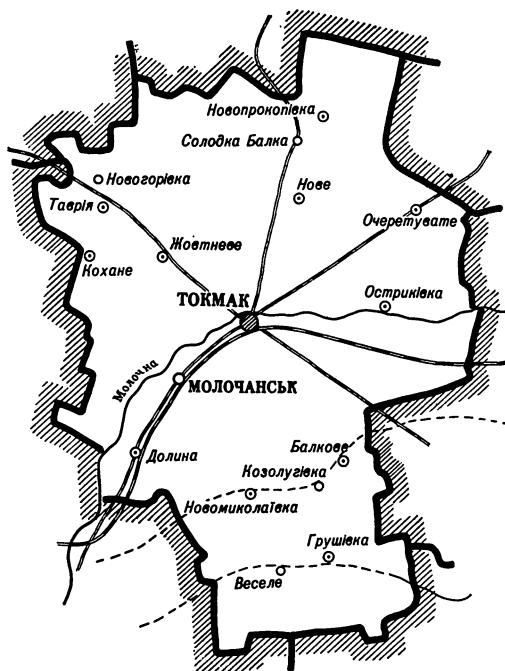 Новопрокопівка
Солодка Балка
Новогорівка
Нове
Таврія
Очеретувате
Жовтневе
Кохане
ТОКМАК
Остриківка
Молочна
МОЛОЧАНСЬК
Долина
Балкове
Козолугівка
Новомиколаївка
Грушівка
Веселе